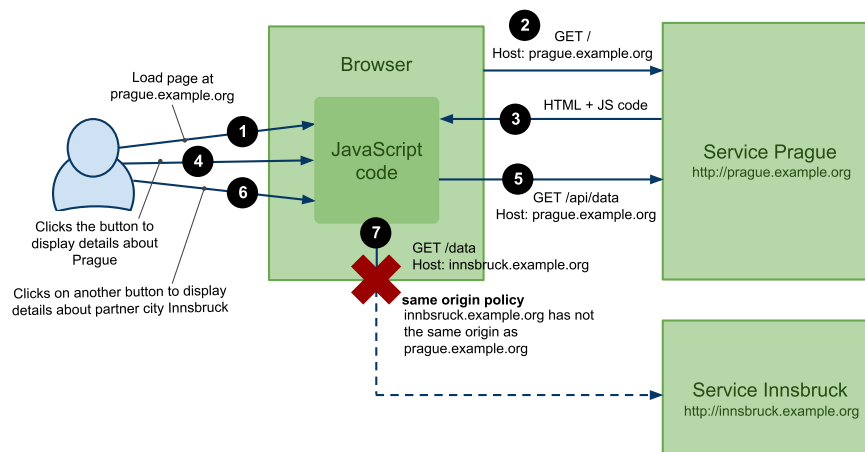 2
GET /
Host: prague.example.org
Browser
Load page at
prague.example.org
1
3
HTML + JS code
JavaScript
code
4
Service Prague
http://prague.example.org
5
6
GET /api/data
Host: prague.example.org
Clicks the button to
display details about
Prague
7
GET /data
Host: innsbruck.example.org
Clicks on another button to display
details about partner city Innsbruck
same origin policy
innbsruck.example.org has not
the same origin as
prague.example.org
Service Innsbruck
http://innsbruck.example.org